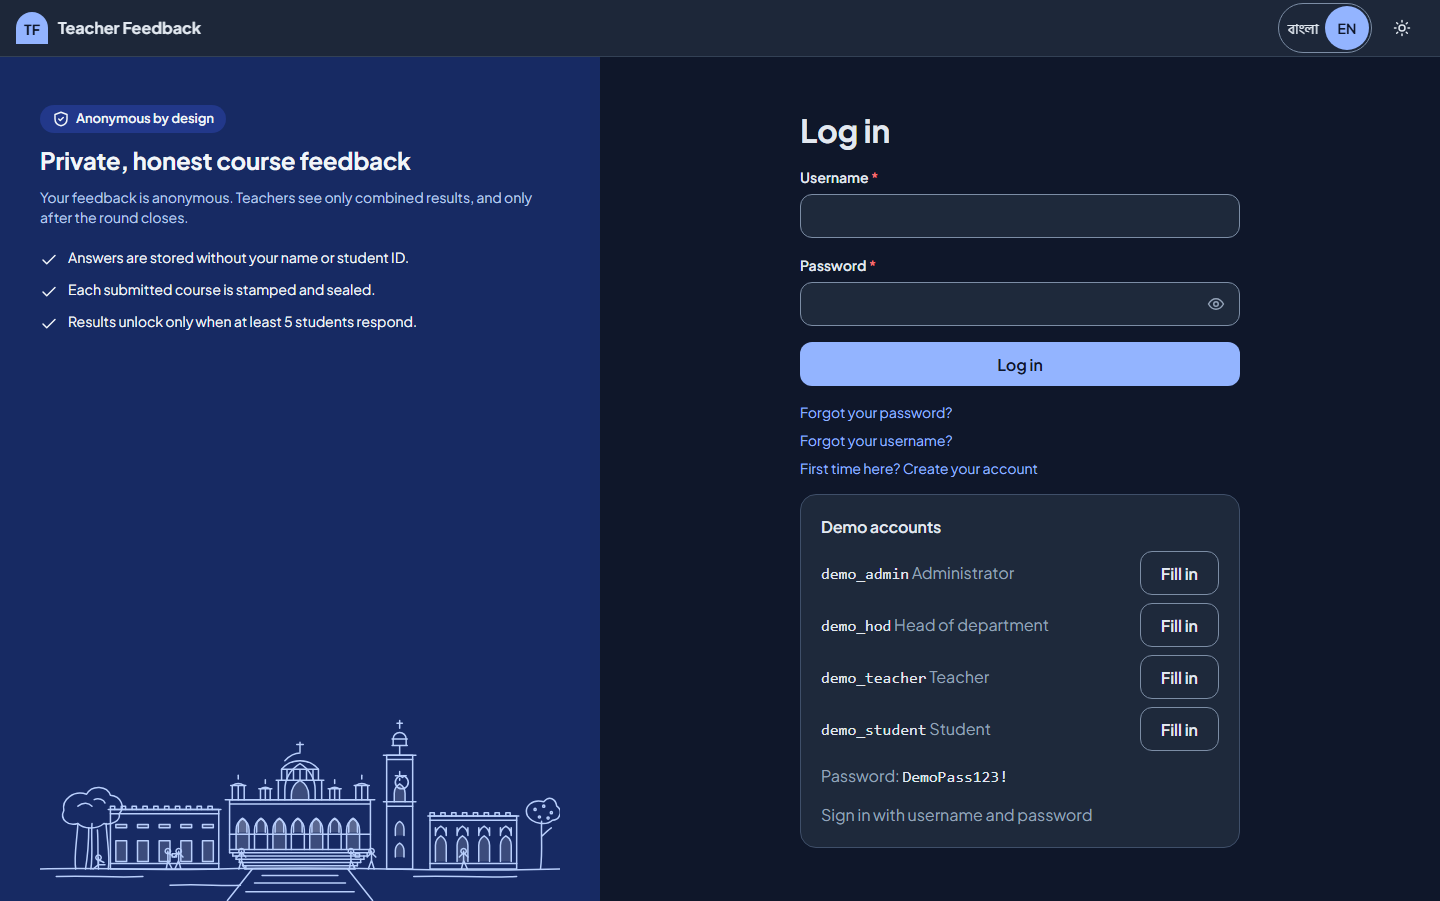 TF Teacher Feedback
বাংলা EN
Anonymous by design
Private, honest course feedback
Your feedback is anonymous. Teachers see only combined results, and only
after the round closes.
Answers are stored without your name or student ID.
Each submitted course is stamped and sealed.
Results unlock only when at least 5 students respond.
Log in
Username *
Password *
Log in
Forgot your password?
Forgot your username?
First time here? Create your account
Demo accounts
demo_admin Administrator Fill in
demo_hod Head of department Fill in
demo_teacher Teacher Fill in
demo_student Student Fill in
Password: DemoPass123!
Sign in with username and password